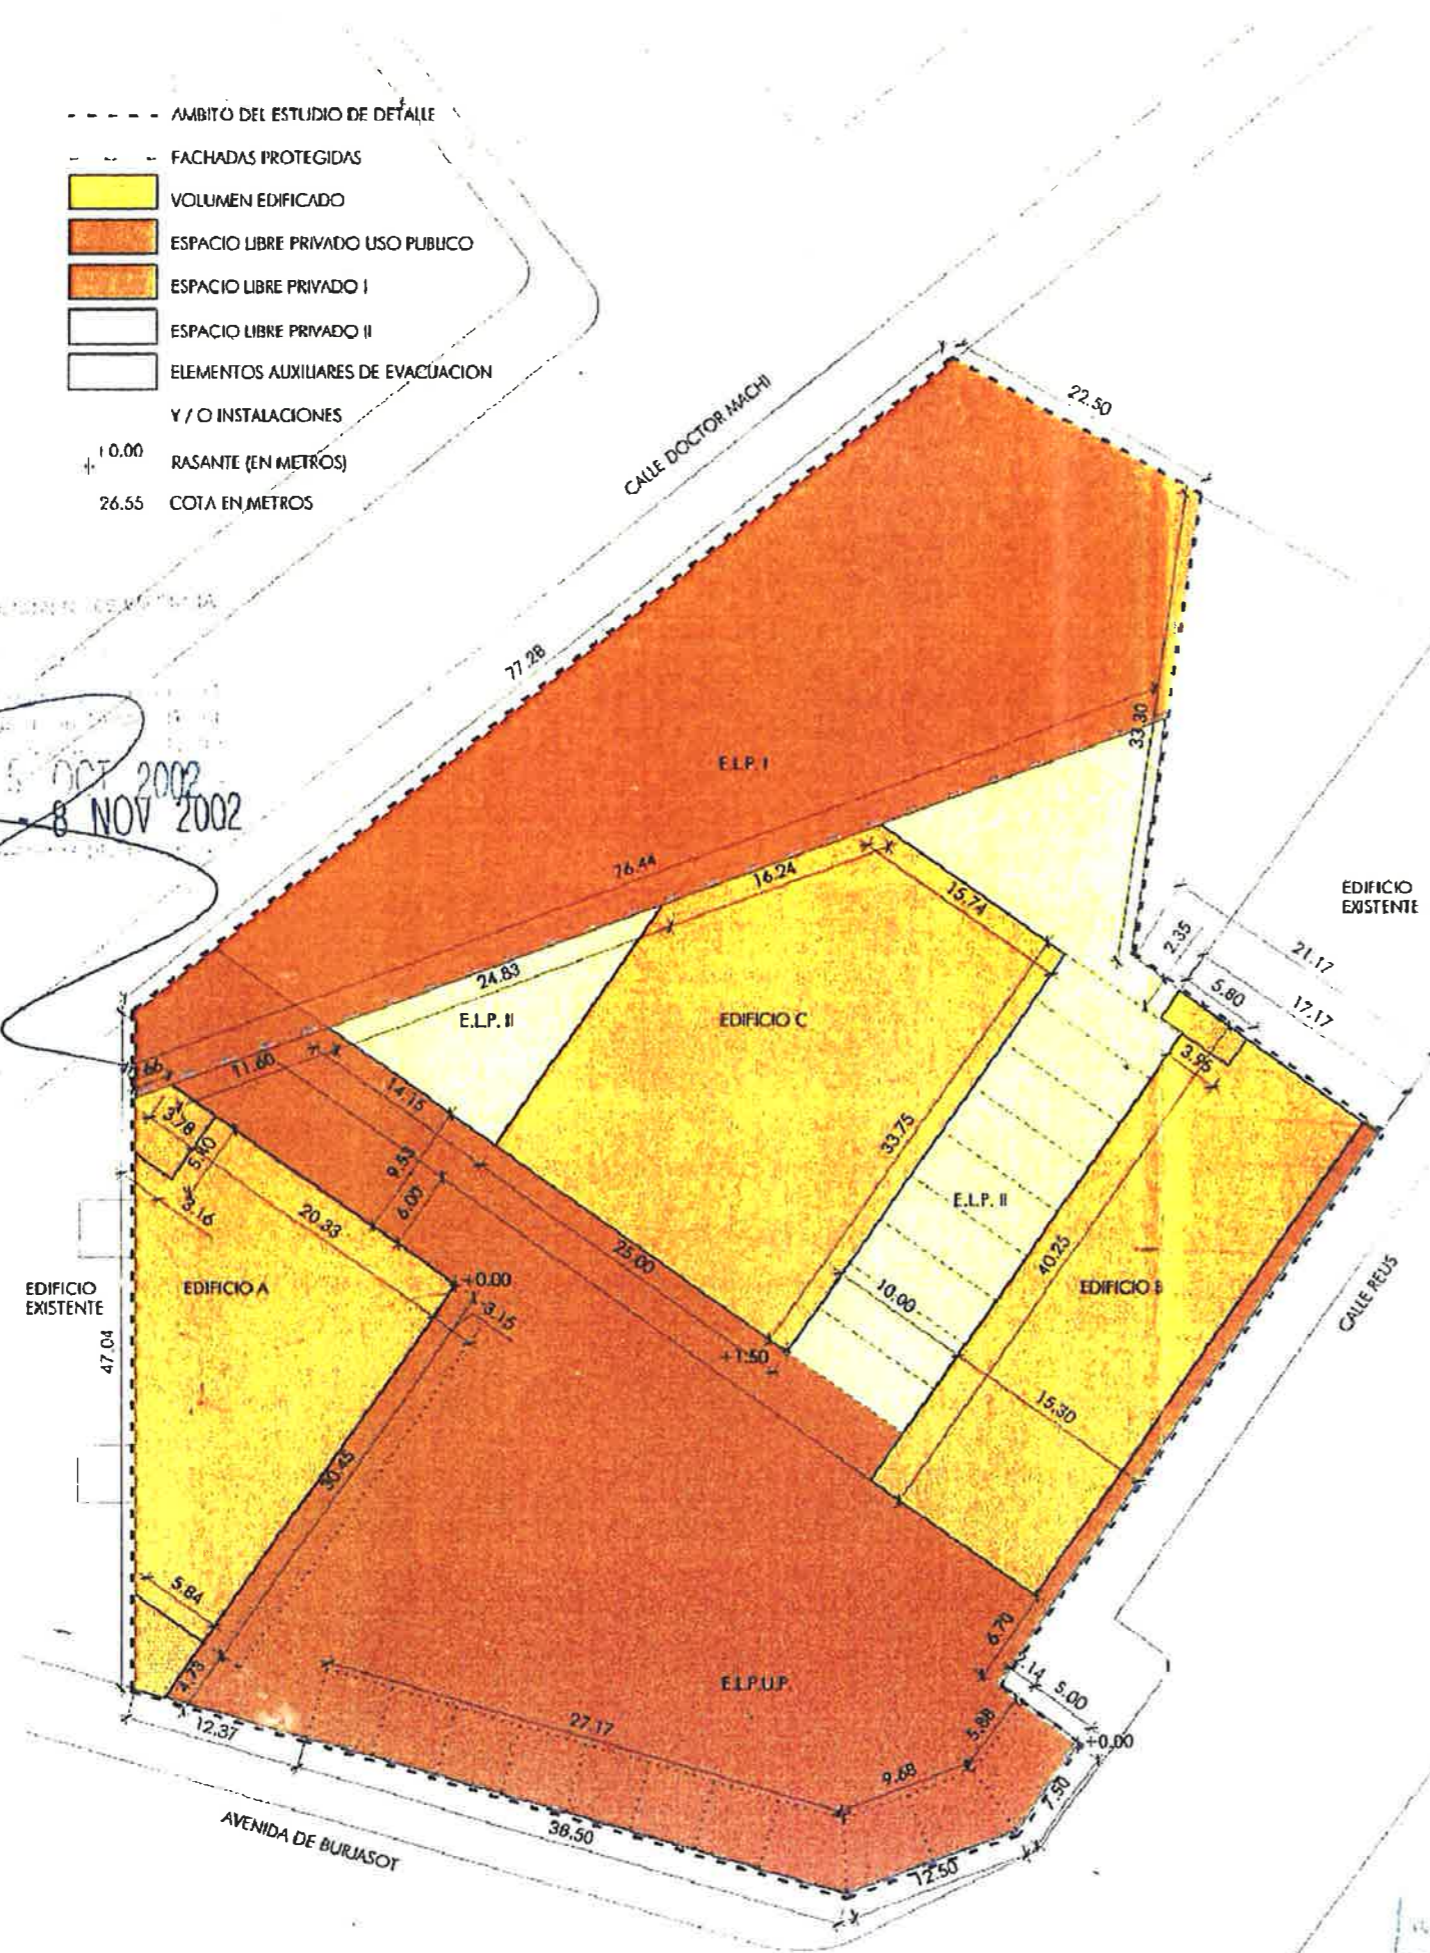 AMBITO DEL ESTUDIO DE DETALLE
FACHADAS PROTEGIDAS
VOLUMEN EDIFICADO
ESPACIO LIBRE PRIVADO USO PUBLICO
ESPACIO LIBRE PRIVADO I
ESPACIO LIBRE PRIVADO II
ELEMENTOS AUXILIARES DE EVACUACION
Y / O INSTALACIONES
+0.00 RASANTE (EN METROS)
26.55 COTA EN METROS
CALLE DOCTOR MACHI
22.50
77.28
33.30
OCT 2002
8 NOV 2002
E.L.P. I
76.44
16.24
15.74
24.83
E.L.P. II
EDIFICIO C
EDIFICIO
EXISTENTE
2.35
21.17
5.80
17.17
3.95
11.60
14.15
3.78
5.40
3.16
9.53
6.00
20.33
33.75
E.L.P. II
25.00
40.25
10.00
EDIFICIO
EXISTENTE
EDIFICIO A
+0.00
3.15
EDIFICIO B
CALLE REUS
47.04
+1.50
15.30
30.45
5.84
4.73
6.70
E.L.P.U.P.
2.14
5.00
12.37
27.17
5.88
+0.00
9.68
7.50
AVENIDA DE BURJASOT
38.50
12.50